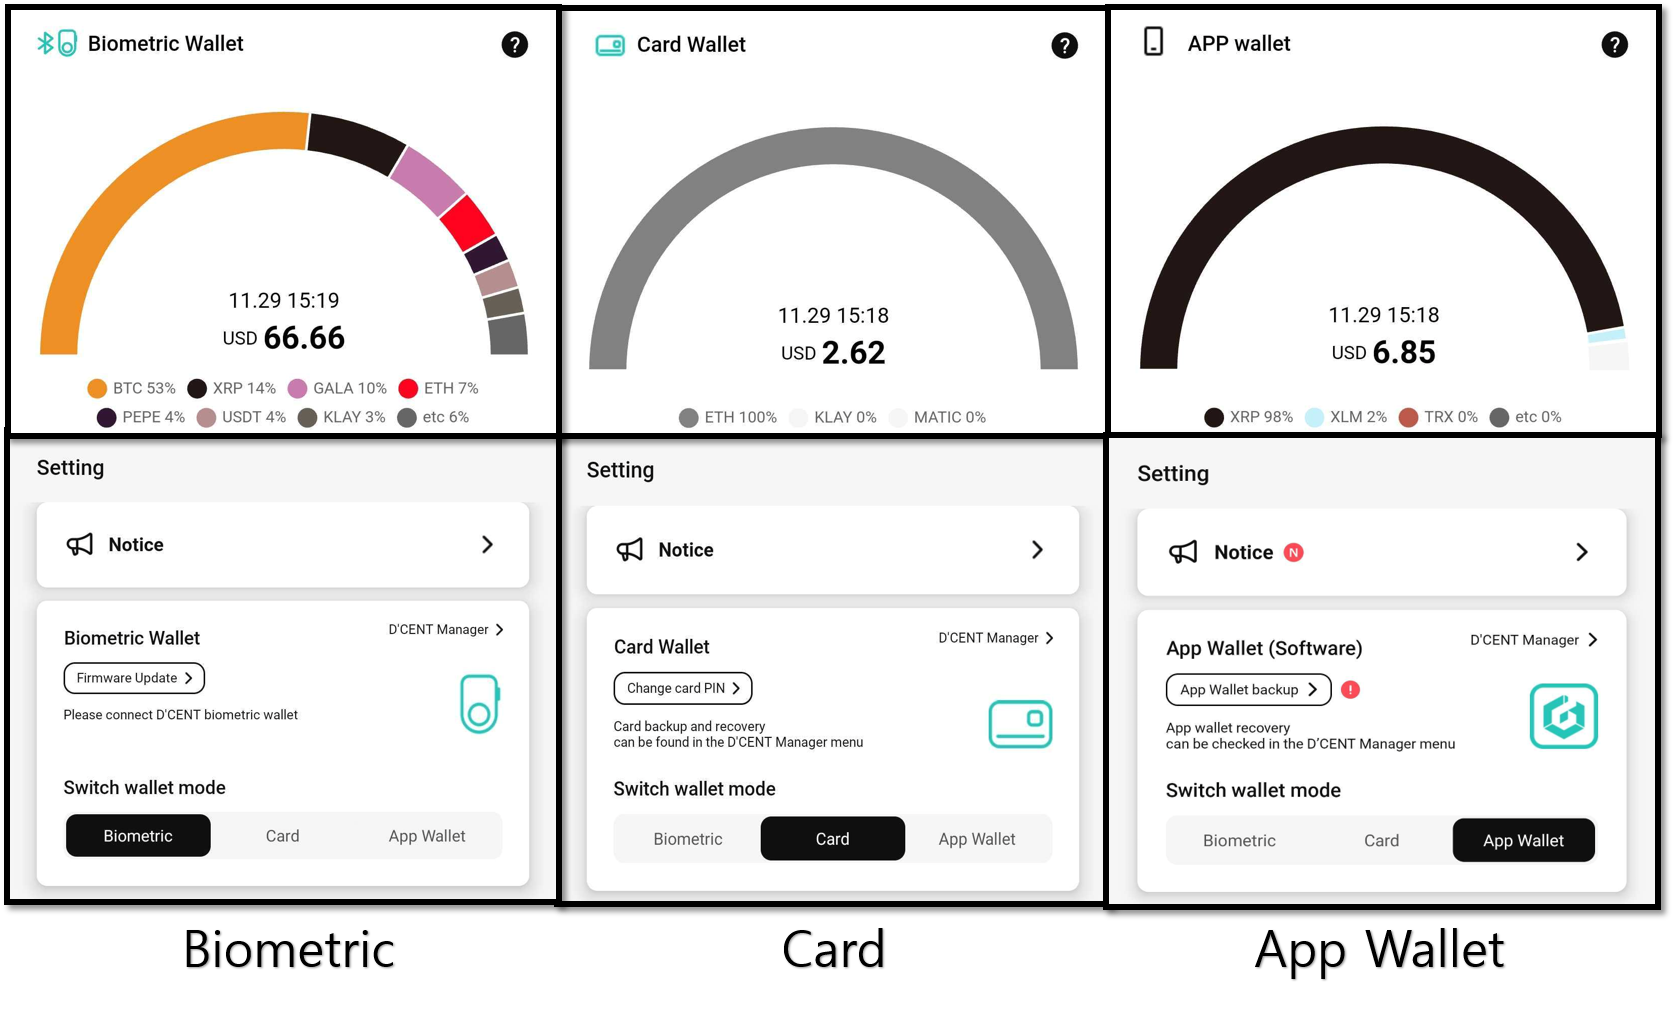 Biometric Wallet
?
11.29 15:19
USD 66.66
BTC 53% XRP 14% GALA 10% ETH 7%
PEPE 4% USDT 4% KLAY 3% etc 6%
Card Wallet
?
11.29 15:18
USD 2.62
ETH 100% KLAY 0% MATIC 0%
APP wallet
?
11.29 15:18
USD 6.85
XRP 98% XLM 2% TRX 0% etc 0%
Setting
Notice
Biometric Wallet
D'CENT Manager
Firmware Update
Please connect D'CENT biometric wallet
Switch wallet mode
Biometric Card App Wallet
Setting
Notice
Card Wallet
D'CENT Manager
Change card PIN
Card backup and recovery
can be found in the D'CENT Manager menu
Switch wallet mode
Biometric Card App Wallet
Setting
Notice N
App Wallet (Software)
D'CENT Manager
App Wallet backup !
App wallet recovery
can be checked in the D’CENT Manager menu
Switch wallet mode
Biometric Card App Wallet
Biometric
Card
App Wallet